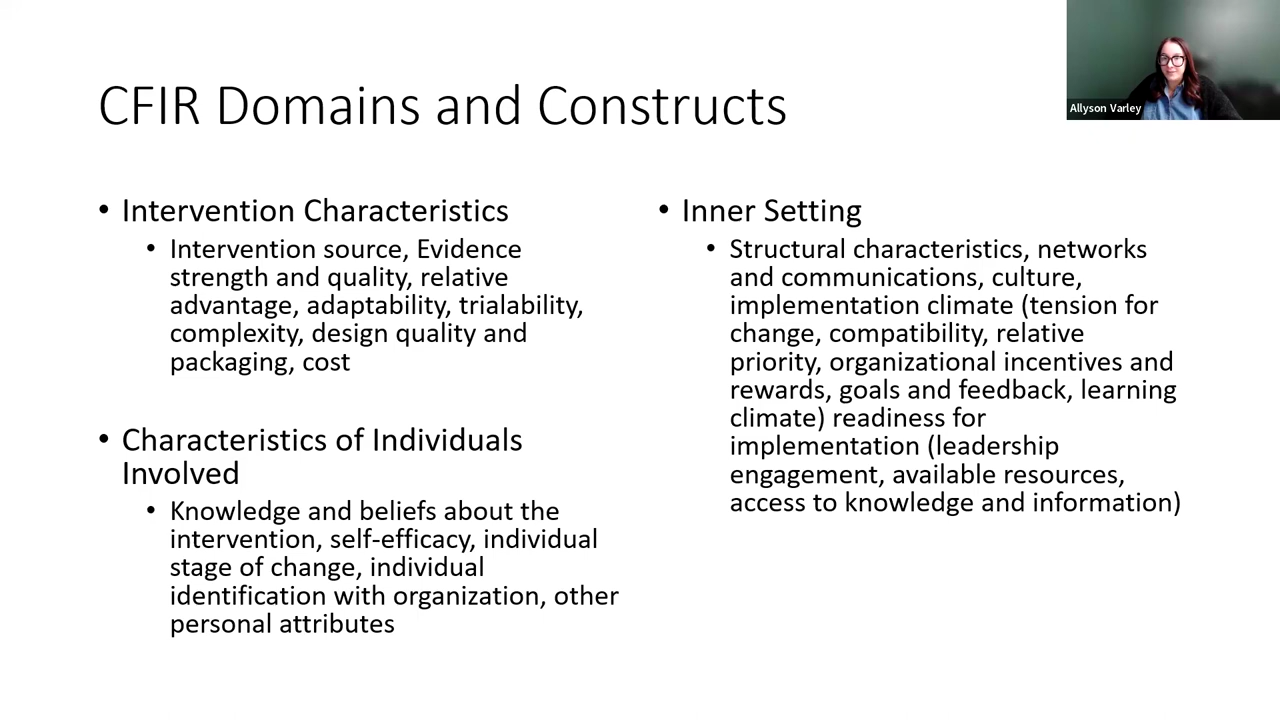 CFIR Domains and Constructs
Allyson Varley
• Intervention Characteristics
• Intervention source, Evidence
strength and quality, relative
advantage, adaptability, trialability,
complexity, design quality and
packaging, cost
• Characteristics of Individuals
Involved
• Knowledge and beliefs about the
intervention, self-efficacy, individual
stage of change, individual
identification with organization, other
personal attributes
• Inner Setting
• Structural characteristics, networks
and communications, culture,
implementation climate (tension for
change, compatibility, relative
priority, organizational incentives and
rewards, goals and feedback, learning
climate) readiness for
implementation (leadership
engagement, available resources,
access to knowledge and information)